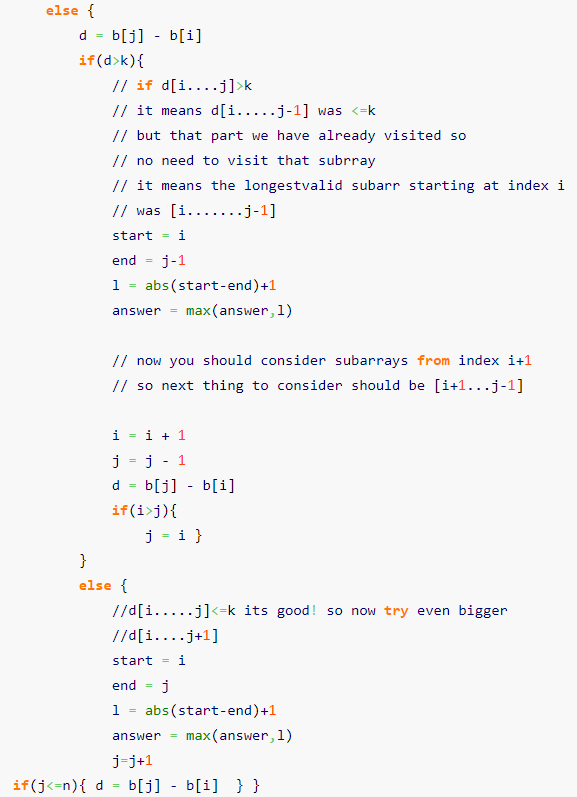 else {
d = b[j] - b[i]
if(d>k){
// if d[i....j]>k
// it means d[i.....j-1] was <=k
// but that part we have already visited so
// no need to visit that subrray
// it means the longestvalid subarr starting at index i
// was [i.......j-1]
start = i
end = j-1
l = abs(start-end)+1
answer = max(answer,l)
// now you should consider subarrays from index i+1
// so next thing to consider should be [i+1...j-1]
i = i + 1
j = j - 1
d = b[j] - b[i]
if(i>j){
j = i }
}
else {
//d[i.....j]<=k its good! so now try even bigger
//d[i....j+1]
start = i
end = j
l = abs(start-end)+1
answer = max(answer,l)
j=j+1
if(j<=n){ d = b[j] - b[i]  } }